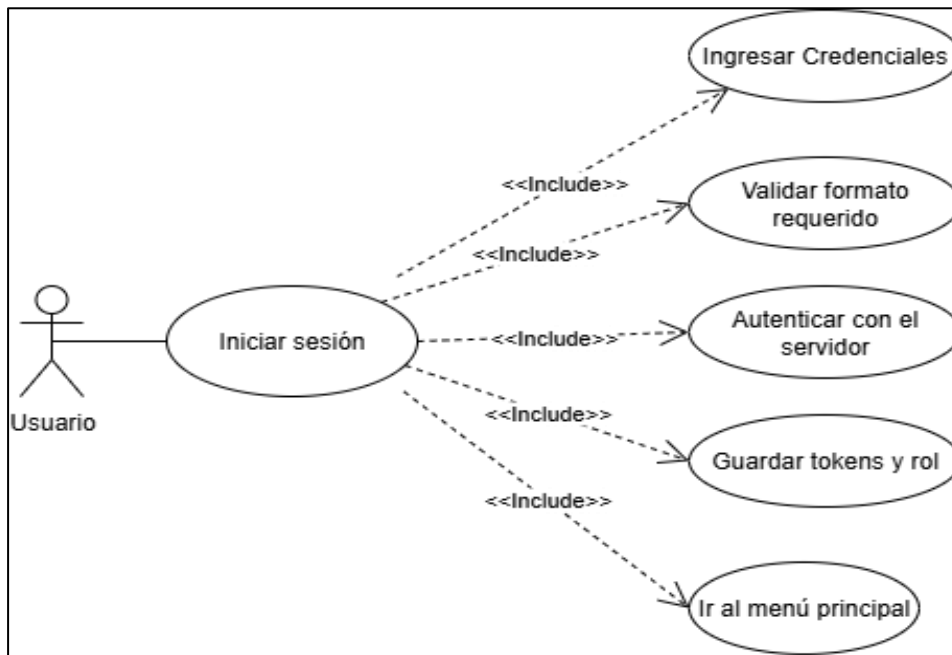 Ingresar Credenciales
<<Include>>
Validar formato
requerido
<<Include>>
Iniciar sesión
<<Include>>
Autenticar con el
servidor
Usuario
<<Include>>
Guardar tokens y rol
<<Include>>
Ir al menú principal